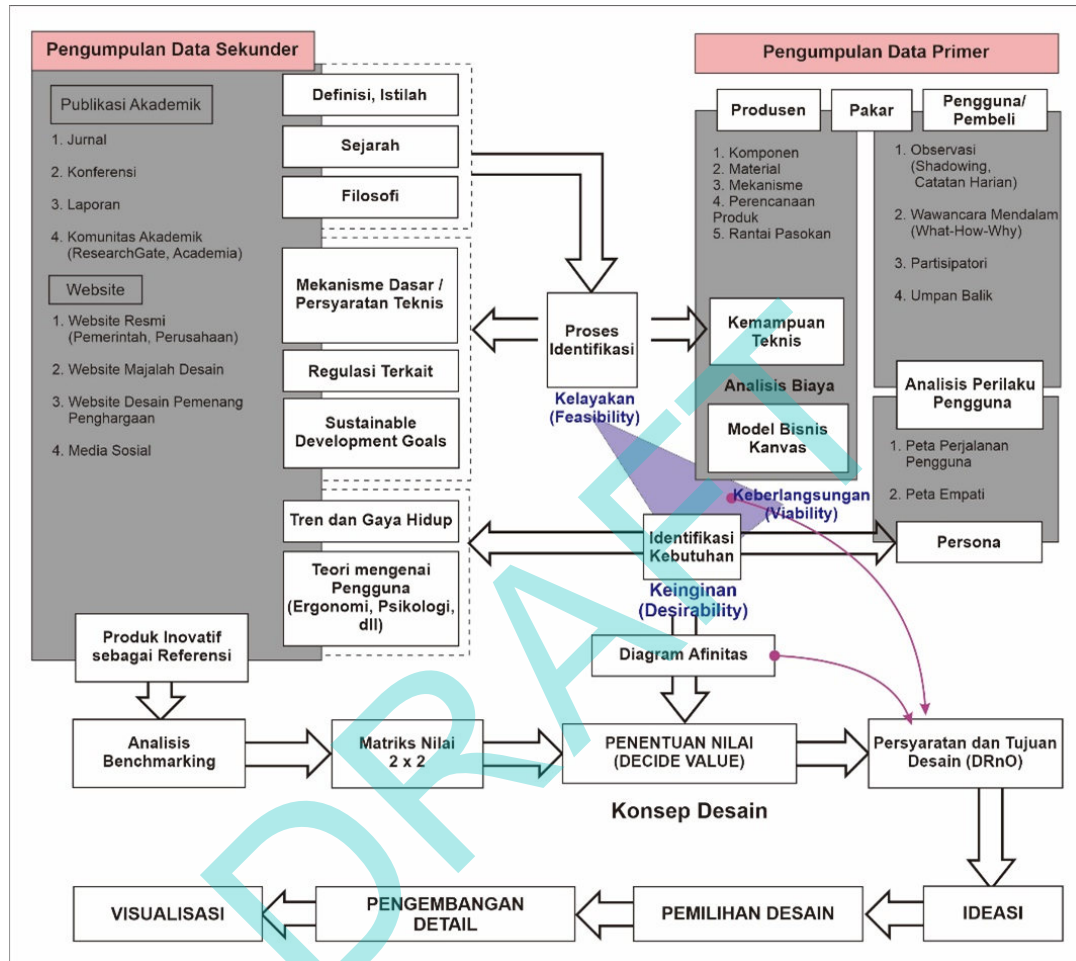 Pengumpulan Data Sekunder
Publikasi Akademik
1. Jurnal
2. Konferensi
3. Laporan
4. Komunitas Akademik
(ResearchGate, Academia)
Website
1. Website Resmi
(Pemerintah, Perusahaan)
2. Website Majalah Desain
3. Website Desain Pemenang
Penghargaan
4. Media Sosial
Definisi, Istilah
Sejarah
Filosofi
Mekanisme Dasar /
Persyaratan Teknis
Regulasi Terkait
Sustainable
Development Goals
Tren dan Gaya Hidup
Teori mengenai
Pengguna
(Ergonomi, Psikologi,
dll)
Produk Inovatif
sebagai Referensi
Proses
Identifikasi
Kelayakan
(Feasibility)
Pengumpulan Data Primer
Produsen
1. Komponen
2. Material
3. Mekanisme
4. Perencanaan
Produk
5. Rantai Pasokan
Kemampuan
Teknis
Analisis Biaya
Model Bisnis
Kanvas
Pakar
Pengguna/
Pembeli
1. Observasi
(Shadowing,
Catatan Harian)
2. Wawancara Mendalam
(What-How-Why)
3. Partisipatori
4. Umpan Balik
Analisis Perilaku
Pengguna
1. Peta Perjalanan
Pengguna
2. Peta Empati
Persona
Keberlangsungan
(Viability)
Identifikasi
Kebutuhan
Keinginan
(Desirability)
Diagram Afinitas
Analisis
Benchmarking
Matriks Nilai
2 x 2
PENENTUAN NILAI
(DECIDE VALUE)
Persyaratan dan Tujuan
Desain (DRnO)
Konsep Desain
VISUALISASI
PENGEMBANGAN
DETAIL
PEMILIHAN DESAIN
IDEASI
DRAFT